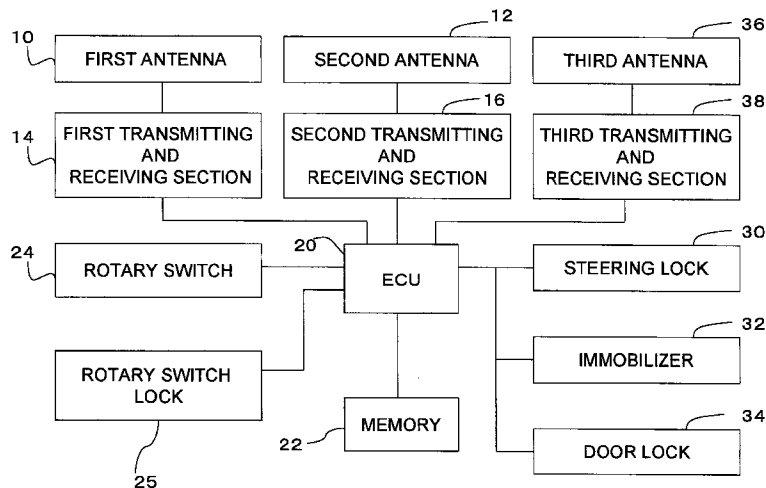 10
FIRST ANTENNA
12
SECOND ANTENNA
36
THIRD ANTENNA
14
FIRST TRANSMITTING
AND
RECEIVING SECTION
16
SECOND TRANSMITTING
AND
RECEIVING SECTION
38
THIRD TRANSMITTING
AND
RECEIVING SECTION
24
ROTARY SWITCH
20
ECU
30
STEERING LOCK
32
IMMOBILIZER
ROTARY SWITCH
LOCK
25
22
MEMORY
34
DOOR LOCK